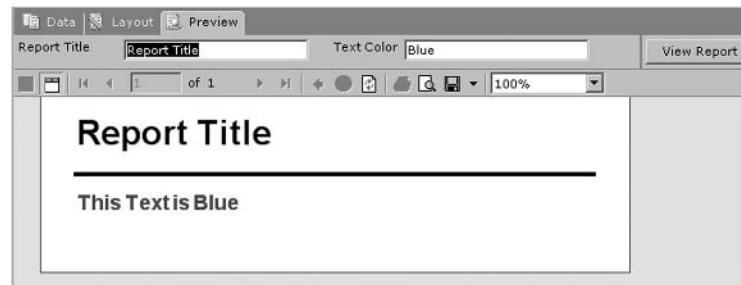 Data Layout Preview
Report Title Report Title Text Color Blue View Report
1 of 1 100%
Report Title
This Text is Blue